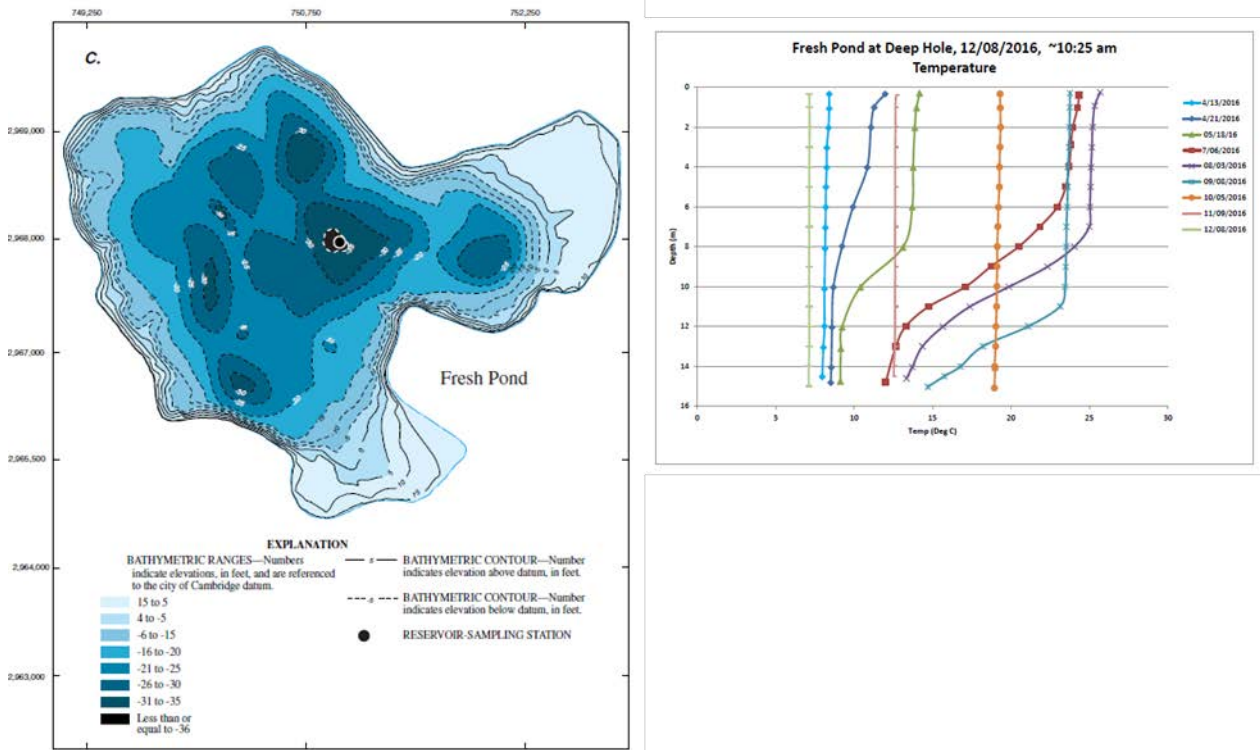 749,250 750,750 752,250
C.
2,969,000
2,968,000
2,967,000
2,965,500
2,964,000
2,963,000
Fresh Pond
EXPLANATION
BATHYMETRIC RANGES—Numbers
indicate elevations, in feet, and are referenced
to the city of Cambridge datum.
15 to 5
4 to -5
-6 to -15
-16 to -20
-21 to -25
-26 to -30
-31 to -35
Less than or
equal to -36
BATHYMETRIC CONTOUR—Number
indicates elevation above datum, in feet.
BATHYMETRIC CONTOUR—Number
indicates elevation below datum, in feet.
RESERVOIR-SAMPLING STATION
Fresh Pond at Deep Hole, 12/08/2016, ~10:25 am
Temperature
Depth (m)
0
2
4
6
8
10
12
14
16
0 5 10 15 20 25 30
Temp (Deg C)
4/13/2016
4/21/2016
05/18/16
7/06/2016
08/03/2016
09/08/2016
10/05/2016
11/09/2016
12/08/2016